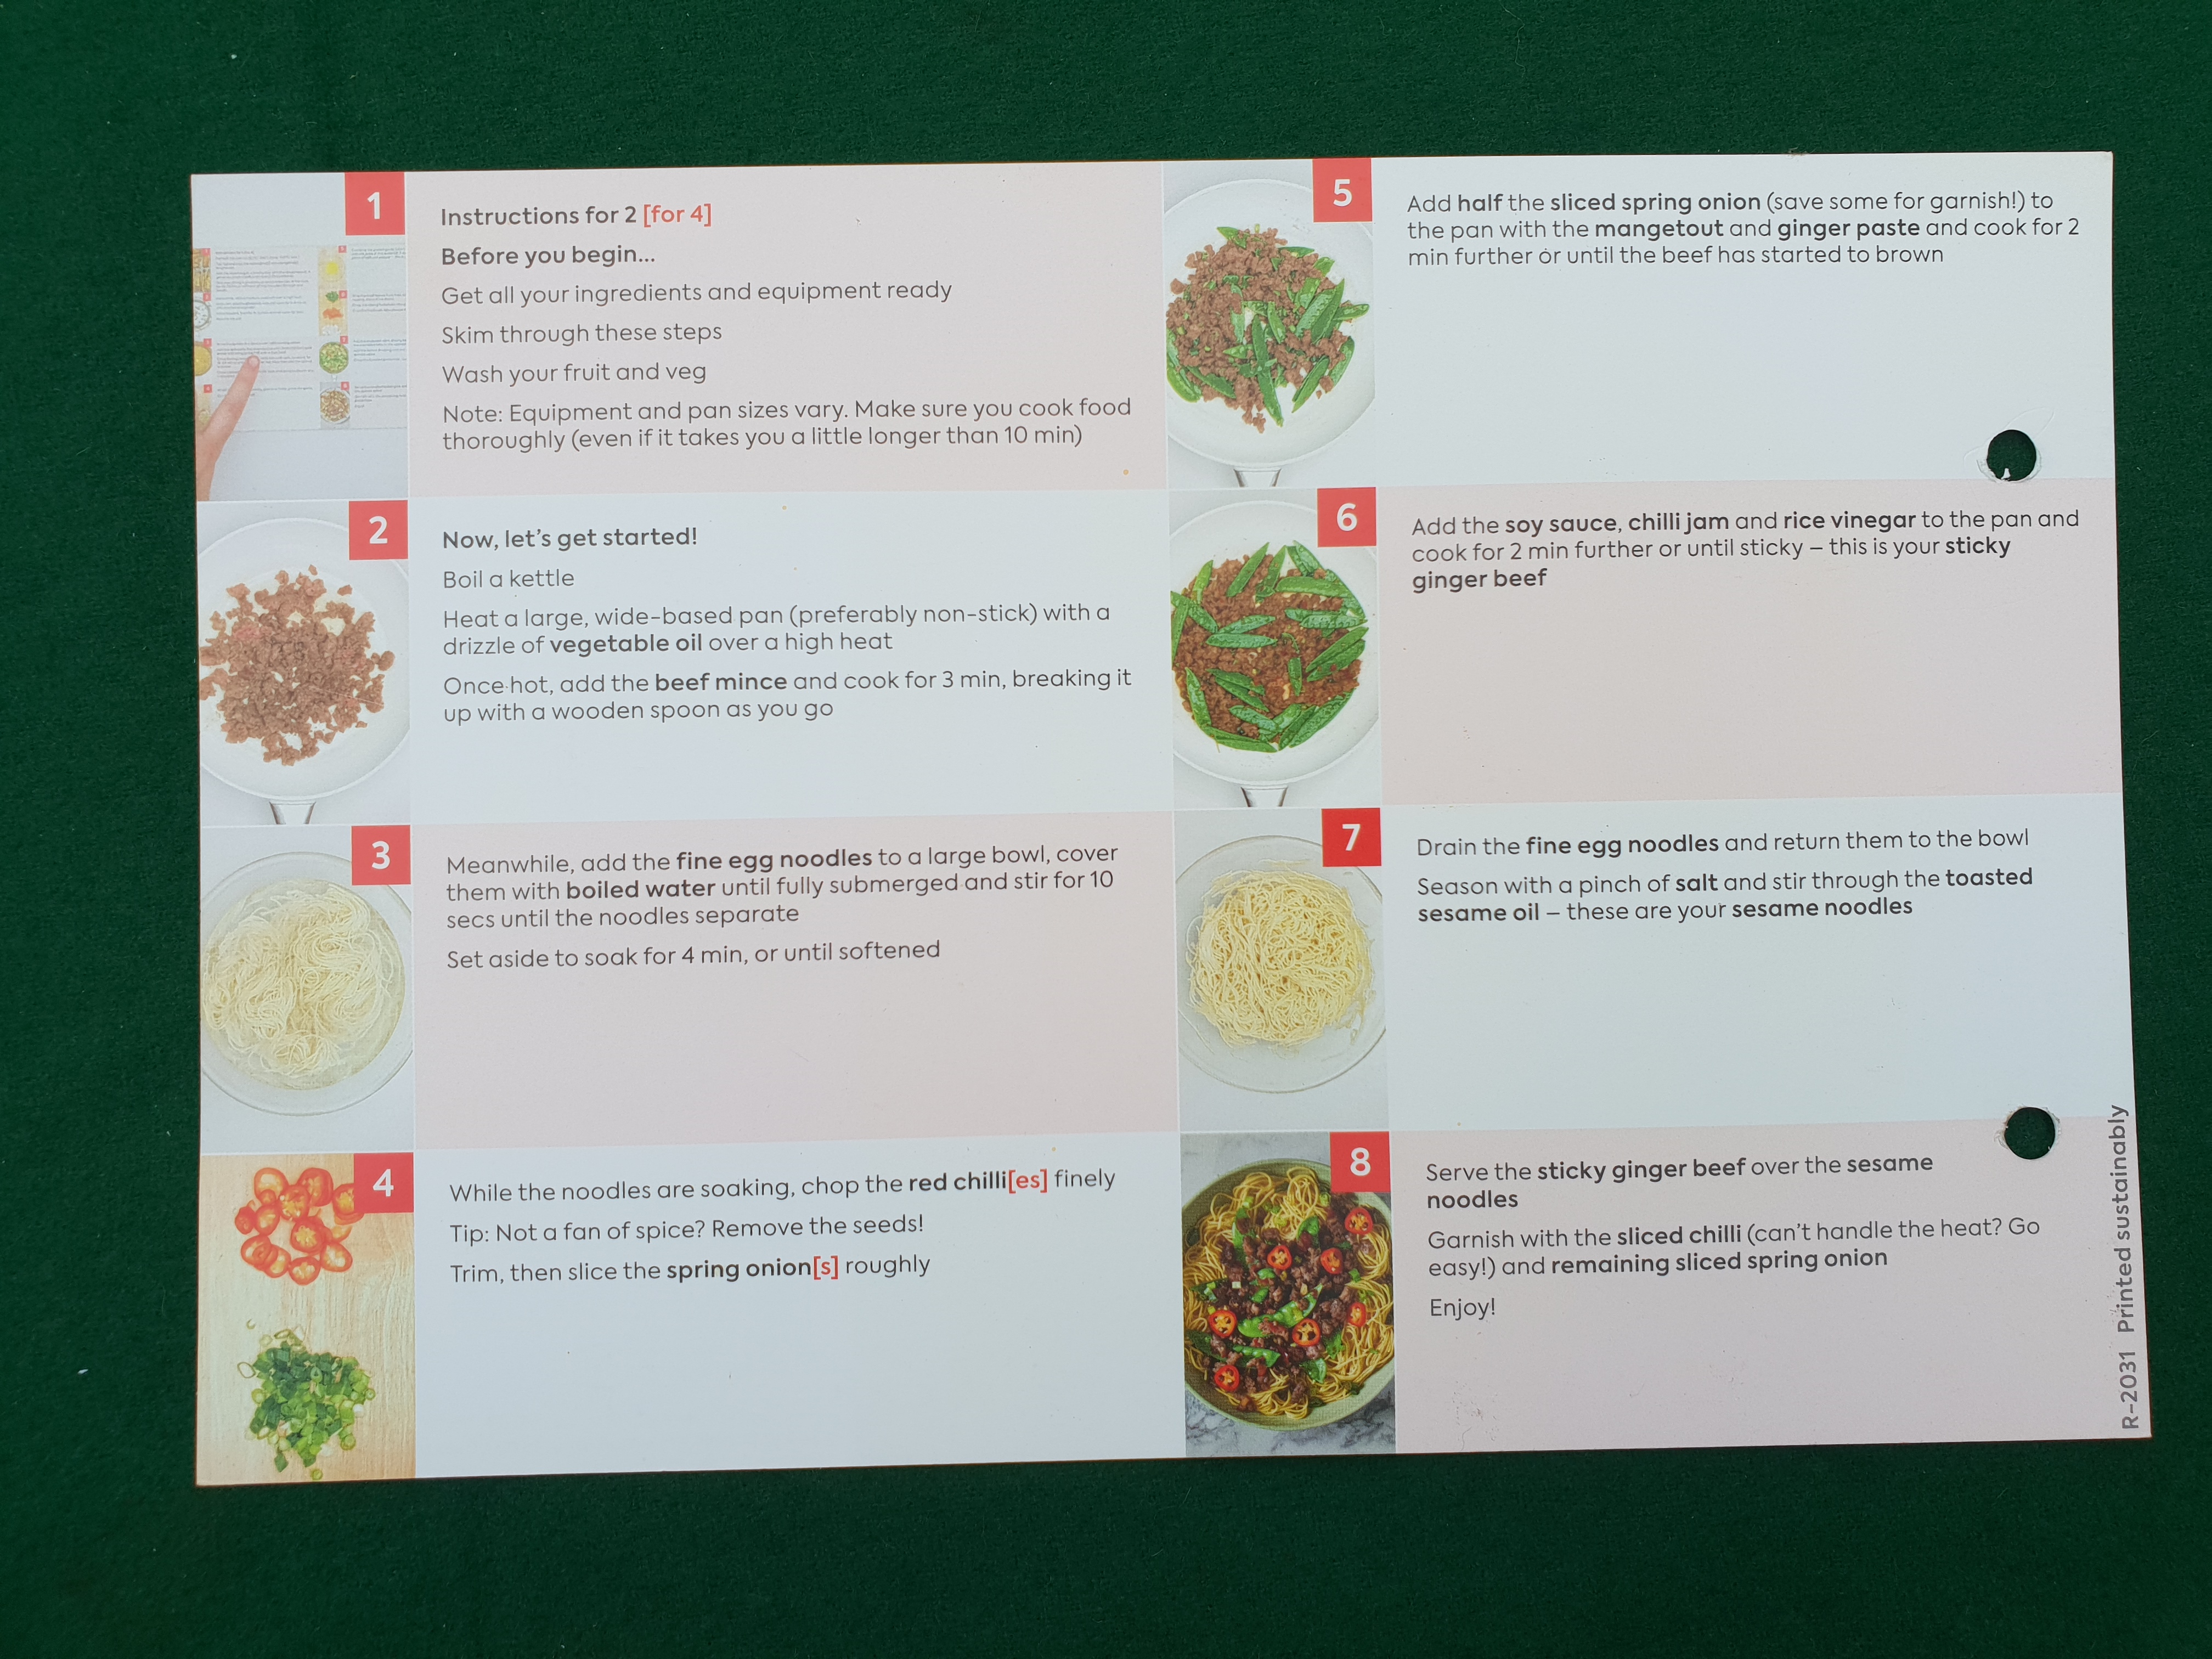 1
Instructions for 2 [for 4]
Before you begin...
Get all your ingredients and equipment ready
Skim through these steps
Wash your fruit and veg
Note: Equipment and pan sizes vary. Make sure you cook food
thoroughly (even if it takes you a little longer than 10 min)
2
Now, let's get started!
Boil a kettle
Heat a large, wide-based pan (preferably non-stick) with a
drizzle of vegetable oil over a high heat
Once hot, add the beef mince and cook for 3 min, breaking it
up with a wooden spoon as you go
3
Meanwhile, add the fine egg noodles to a large bowl, cover
them with boiled water until fully submerged and stir for 10
secs until the noodles separate
Set aside to soak for 4 min, or until softened
4
While the noodles are soaking, chop the red chilli[es] finely
Tip: Not a fan of spice? Remove the seeds!
Trim, then slice the spring onion[s] roughly
5
Add half the sliced spring onion (save some for garnish!) to
the pan with the mangetout and ginger paste and cook for 2
min further or until the beef has started to brown
6
Add the soy sauce, chilli jam and rice vinegar to the pan and
cook for 2 min further or until sticky – this is your sticky
ginger beef
7
Drain the fine egg noodles and return them to the bowl
Season with a pinch of salt and stir through the toasted
sesame oil – these are your sesame noodles
8
Serve the sticky ginger beef over the sesame
noodles
Garnish with the sliced chilli (can't handle the heat? Go
easy!) and remaining sliced spring onion
Enjoy!
R-2031 Printed sustainably